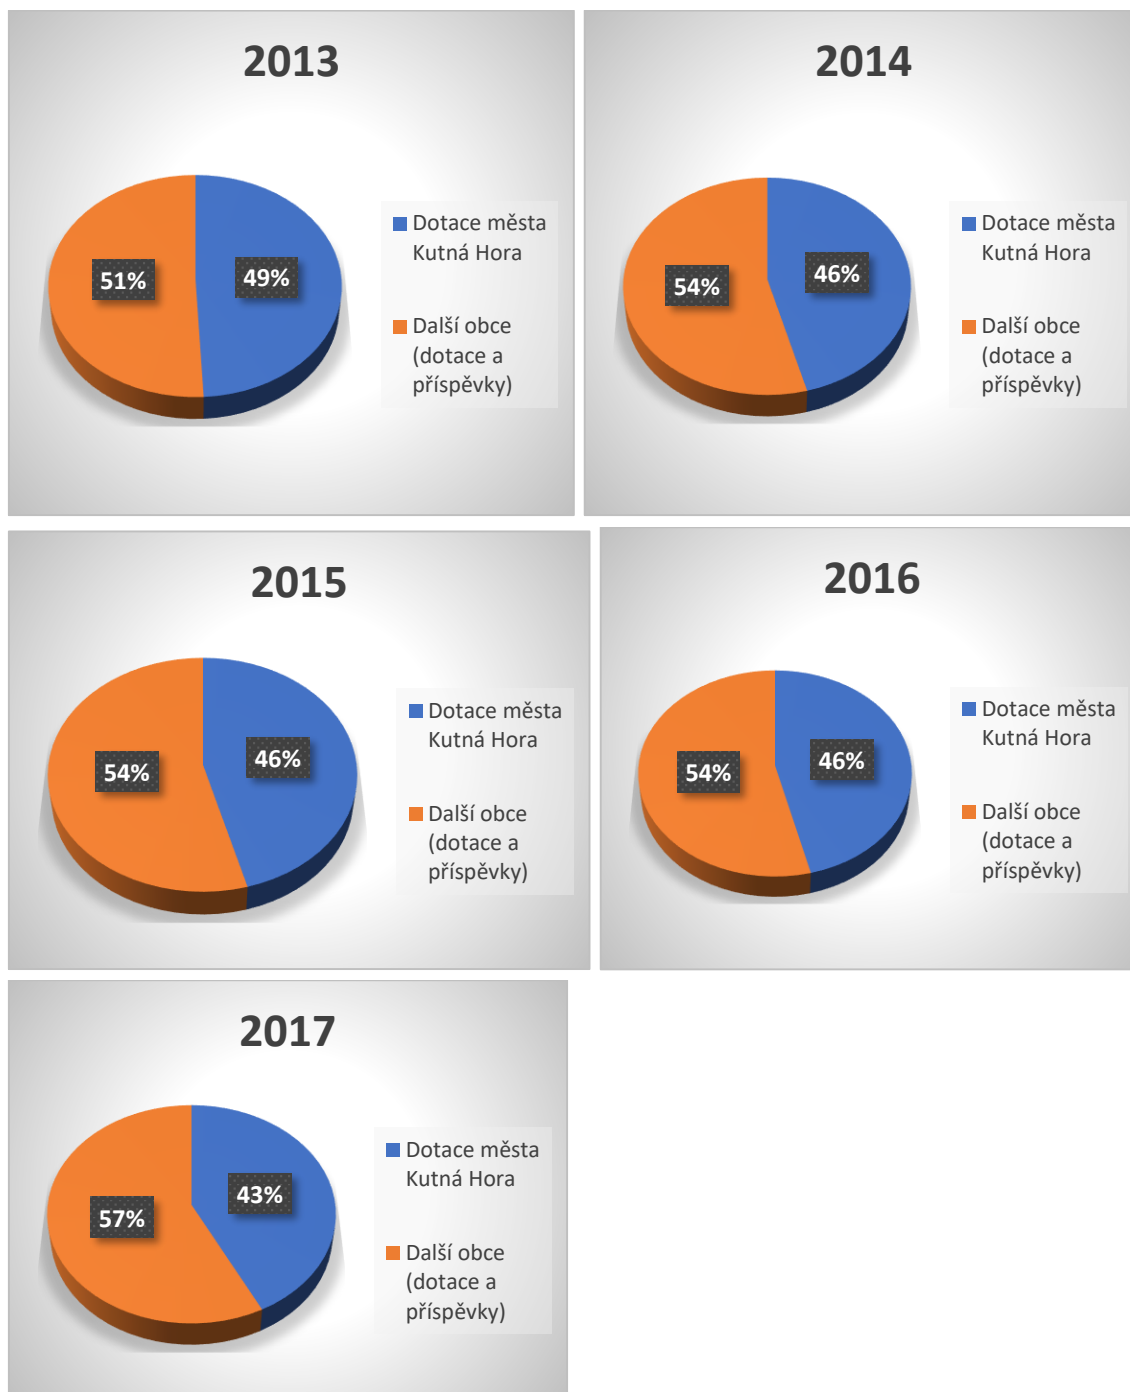 2013
51%
49%
Dotace města
Kutná Hora
Další obce
(dotace a
příspěvky)
2014
54%
46%
Dotace města
Kutná Hora
Další obce
(dotace a
příspěvky)
2015
54%
46%
Dotace města
Kutná Hora
Další obce
(dotace a
příspěvky)
2016
54%
46%
Dotace města
Kutná Hora
Další obce
(dotace a
příspěvky)
2017
57%
43%
Dotace města
Kutná Hora
Další obce
(dotace a
příspěvky)